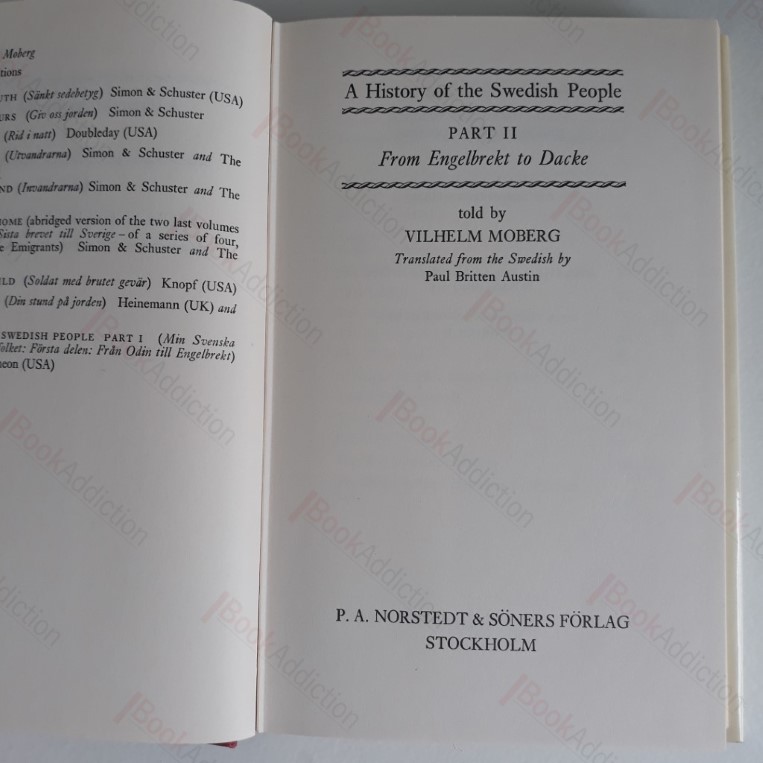 Moberg
tions
UTH (Sänkt sedebetyg) Simon & Schuster (USA)
URS (Giv oss jorden) Simon & Schuster
(Rid i natt) Doubleday (USA)
(Utvandrarna) Simon & Schuster and The
ND (Invandrarna) Simon & Schuster and The
OME (abridged version of the two last volumes
Sista brevet till Sverige – of a series of four,
e Emigrants) Simon & Schuster and The
LD (Soldat med brutet gevär) Knopf (USA)
(Din stund på jorden) Heinemann (UK) and
SWEDISH PEOPLE PART I (Min Svenska
folket: Första delen: Från Odin till Engelbrekt)
heon (USA)
A History of the Swedish People
PART II
From Engelbrekt to Dacke
told by
VILHELM MOBERG
Translated from the Swedish by
Paul Britten Austin
P. A. NORSTEDT & SÖNERS FÖRLAG
STOCKHOLM
BookAddiction